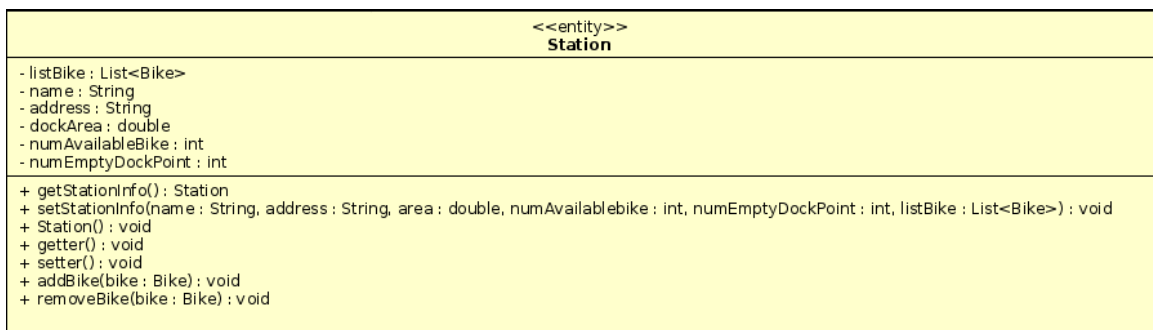 <<entity>>
Station
- listBike : List<Bike>
- name : String
- address : String
- dockArea : double
- numAvailableBike : int
- numEmptyDockPoint : int
+ getStationInfo() : Station
+ setStationInfo(name : String, address : String, area : double, numAvailablebike : int, numEmptyDockPoint : int, listBike : List<Bike>) : void
+ Station() : void
+ getter() : void
+ setter() : void
+ addBike(bike : Bike) : void
+ removeBike(bike : Bike) : void